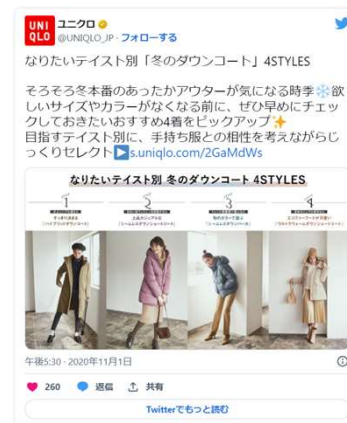 UNI
QLO
ユニクロ
@UNIQLO_JP · フォローする
なりたいテイスト別「冬のダウンコート」4STYLES
そろそろ冬本番のあったかアウターが気になる時季❄欲
しいサイズやカラーがなくなる前に、ぜひ早めにチェッ
クしておきたいおすすめ4着をピックアップ✨
目指すテイスト別に、手持ち服との相性を考えながらじ
っくりセレクト▶s.uniqlo.com/2GaMdWs
なりたいテイスト別 冬のダウンコート 4STYLES
1
2
3
4
午後5:30 · 2020年11月1日
260
返信
共有
Twitterでもっと読む